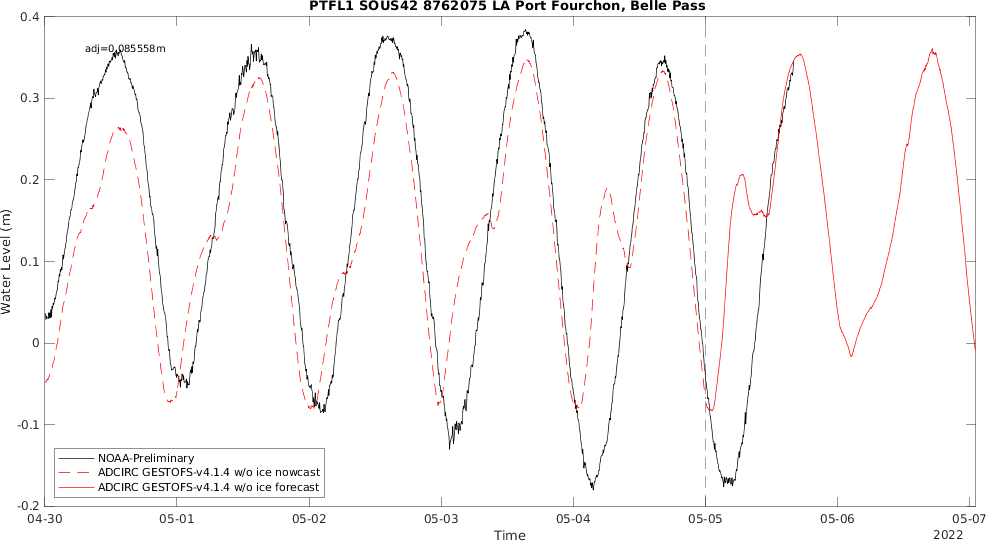 PTFL1 SOUS42 8762075 LA Port Fourchon, Belle Pass
adj=0.085558m
0.4
0.3
0.2
0.1
0
-0.1
-0.2
Water Level (m)
NOAA-Preliminary
ADCIRC GESTOFS-v4.1.4 w/o ice nowcast
ADCIRC GESTOFS-v4.1.4 w/o ice forecast
04-30 05-01 05-02 05-03 05-04 05-05 05-06 05-07
Time
2022